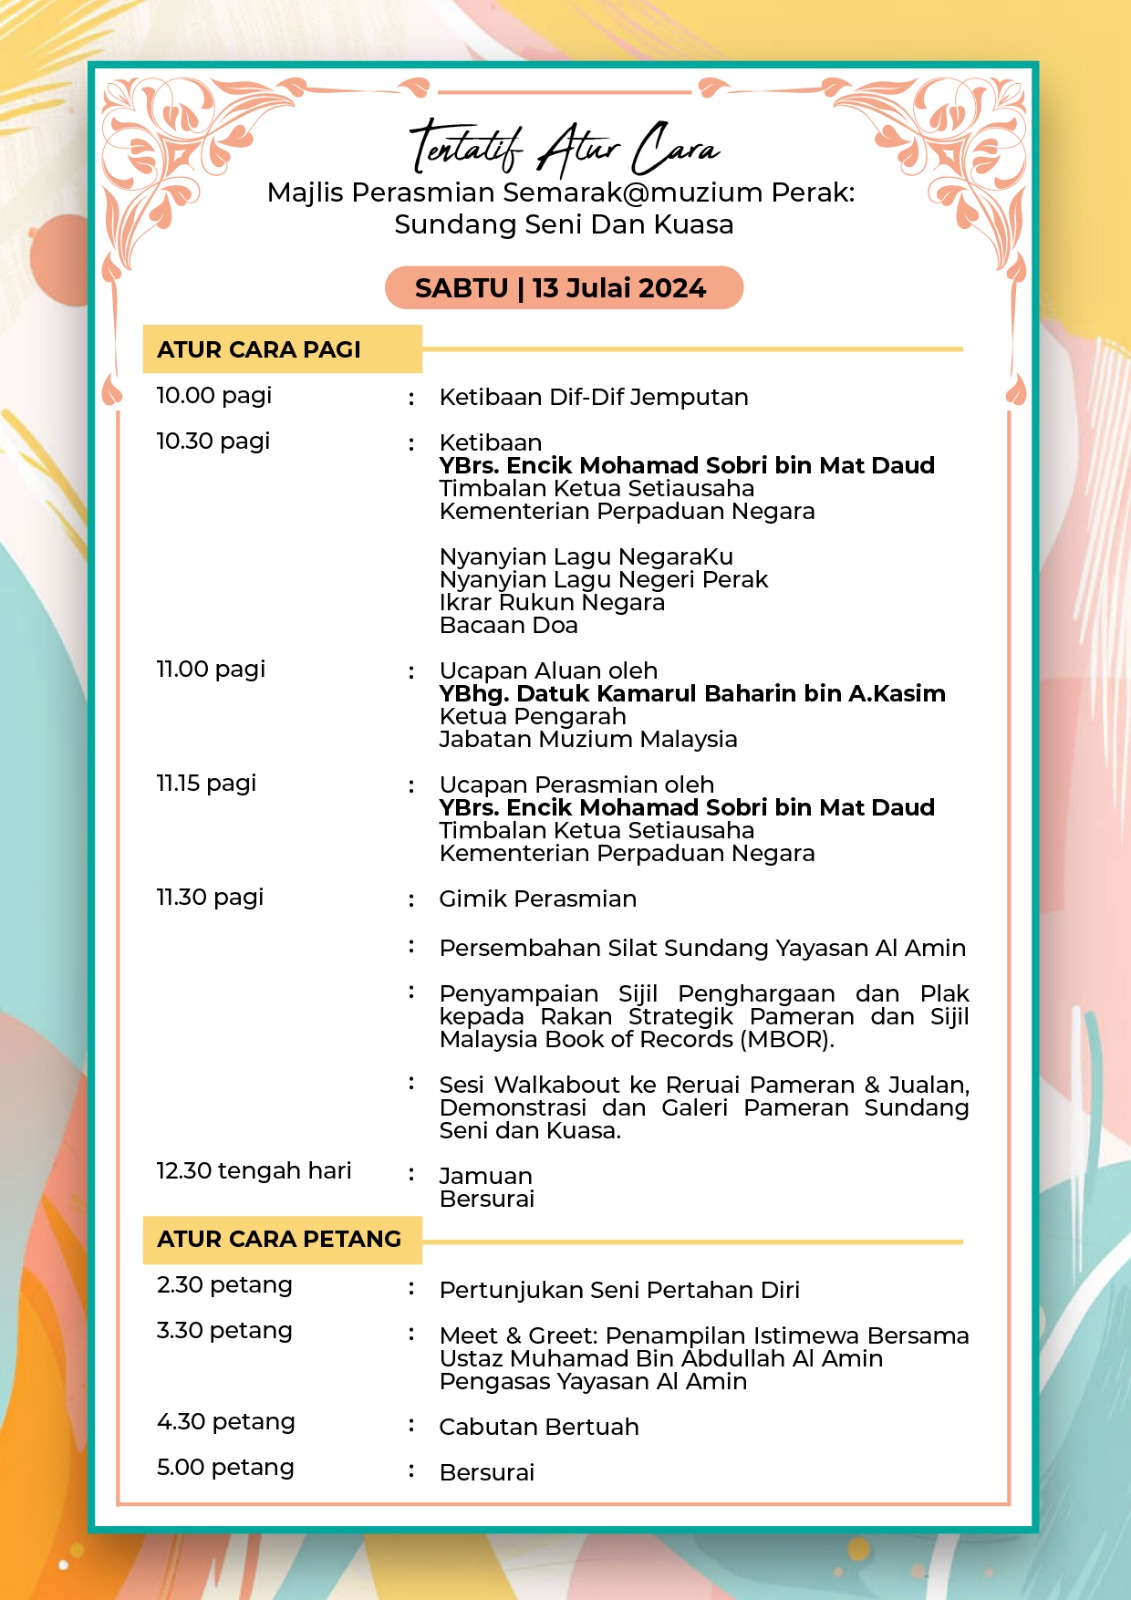 Tentatif Atur Cara
Majlis Perasmian Semarak@muzium Perak:
Sundang Seni Dan Kuasa
SABTU | 13 Julai 2024
ATUR CARA PAGI
10.00 pagi : Ketibaan Dif-Dif Jemputan
10.30 pagi : Ketibaan
YBrs. Encik Mohamad Sobri bin Mat Daud
Timbalan Ketua Setiausaha
Kementerian Perpaduan Negara
Nyanyian Lagu NegaraKu
Nyanyian Lagu Negeri Perak
Ikrar Rukun Negara
Bacaan Doa
11.00 pagi : Ucapan Aluan oleh
YBhg. Datuk Kamarul Baharin bin A.Kasim
Ketua Pengarah
Jabatan Muzium Malaysia
11.15 pagi : Ucapan Perasmian oleh
YBrs. Encik Mohamad Sobri bin Mat Daud
Timbalan Ketua Setiausaha
Kementerian Perpaduan Negara
11.30 pagi : Gimik Perasmian
: Persembahan Silat Sundang Yayasan Al Amin
: Penyampaian Sijil Penghargaan dan Plak
kepada Rakan Strategik Pameran dan Sijil
Malaysia Book of Records (MBOR).
: Sesi Walkabout ke Reruai Pameran & Jualan,
Demonstrasi dan Galeri Pameran Sundang
Seni dan Kuasa.
12.30 tengah hari : Jamuan
Bersurai
ATUR CARA PETANG
2.30 petang : Pertunjukan Seni Pertahan Diri
3.30 petang : Meet & Greet: Penampilan Istimewa Bersama
Ustaz Muhamad Bin Abdullah Al Amin
Pengasas Yayasan Al Amin
4.30 petang : Cabutan Bertuah
5.00 petang : Bersurai